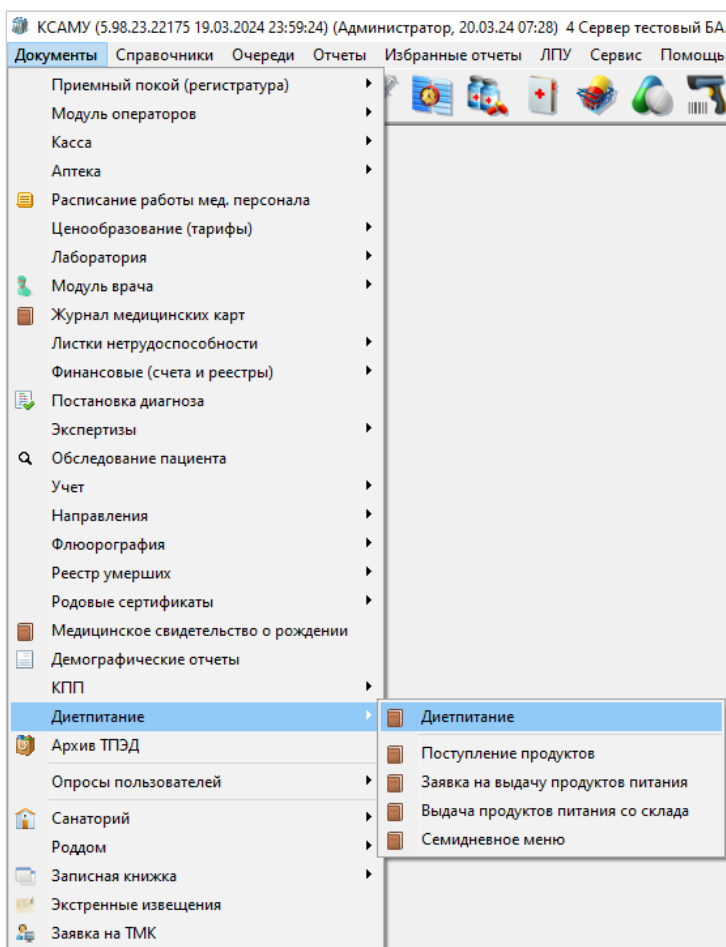 КСАМУ (5.98.23.22175 19.03.2024 23:59:24) (Администратор, 20.03.24 07:28) 4 Сервер тестовый БА
Документы Справочники Очереди Отчеты Избранные отчеты ЛПУ Сервис Помощь
Приемный покой (регистратура)
Модуль операторов
Касса
Аптека
Расписание работы мед. персонала
Ценообразование (тарифы)
Лаборатория
Модуль врача
Журнал медицинских карт
Листки нетрудоспособности
Финансовые (счета и реестры)
Постановка диагноза
Экспертизы
Обследование пациента
Учет
Направления
Флюорография
Реестр умерших
Родовые сертификаты
Медицинское свидетельство о рождении
Демографические отчеты
КПП
Диетпитание
Архив ТПЭД
Опросы пользователей
Санаторий
Роддом
Записная книжка
Экстренные извещения
Заявка на ТМК
Диетпитание
Поступление продуктов
Заявка на выдачу продуктов питания
Выдача продуктов питания со склада
Семидневное меню